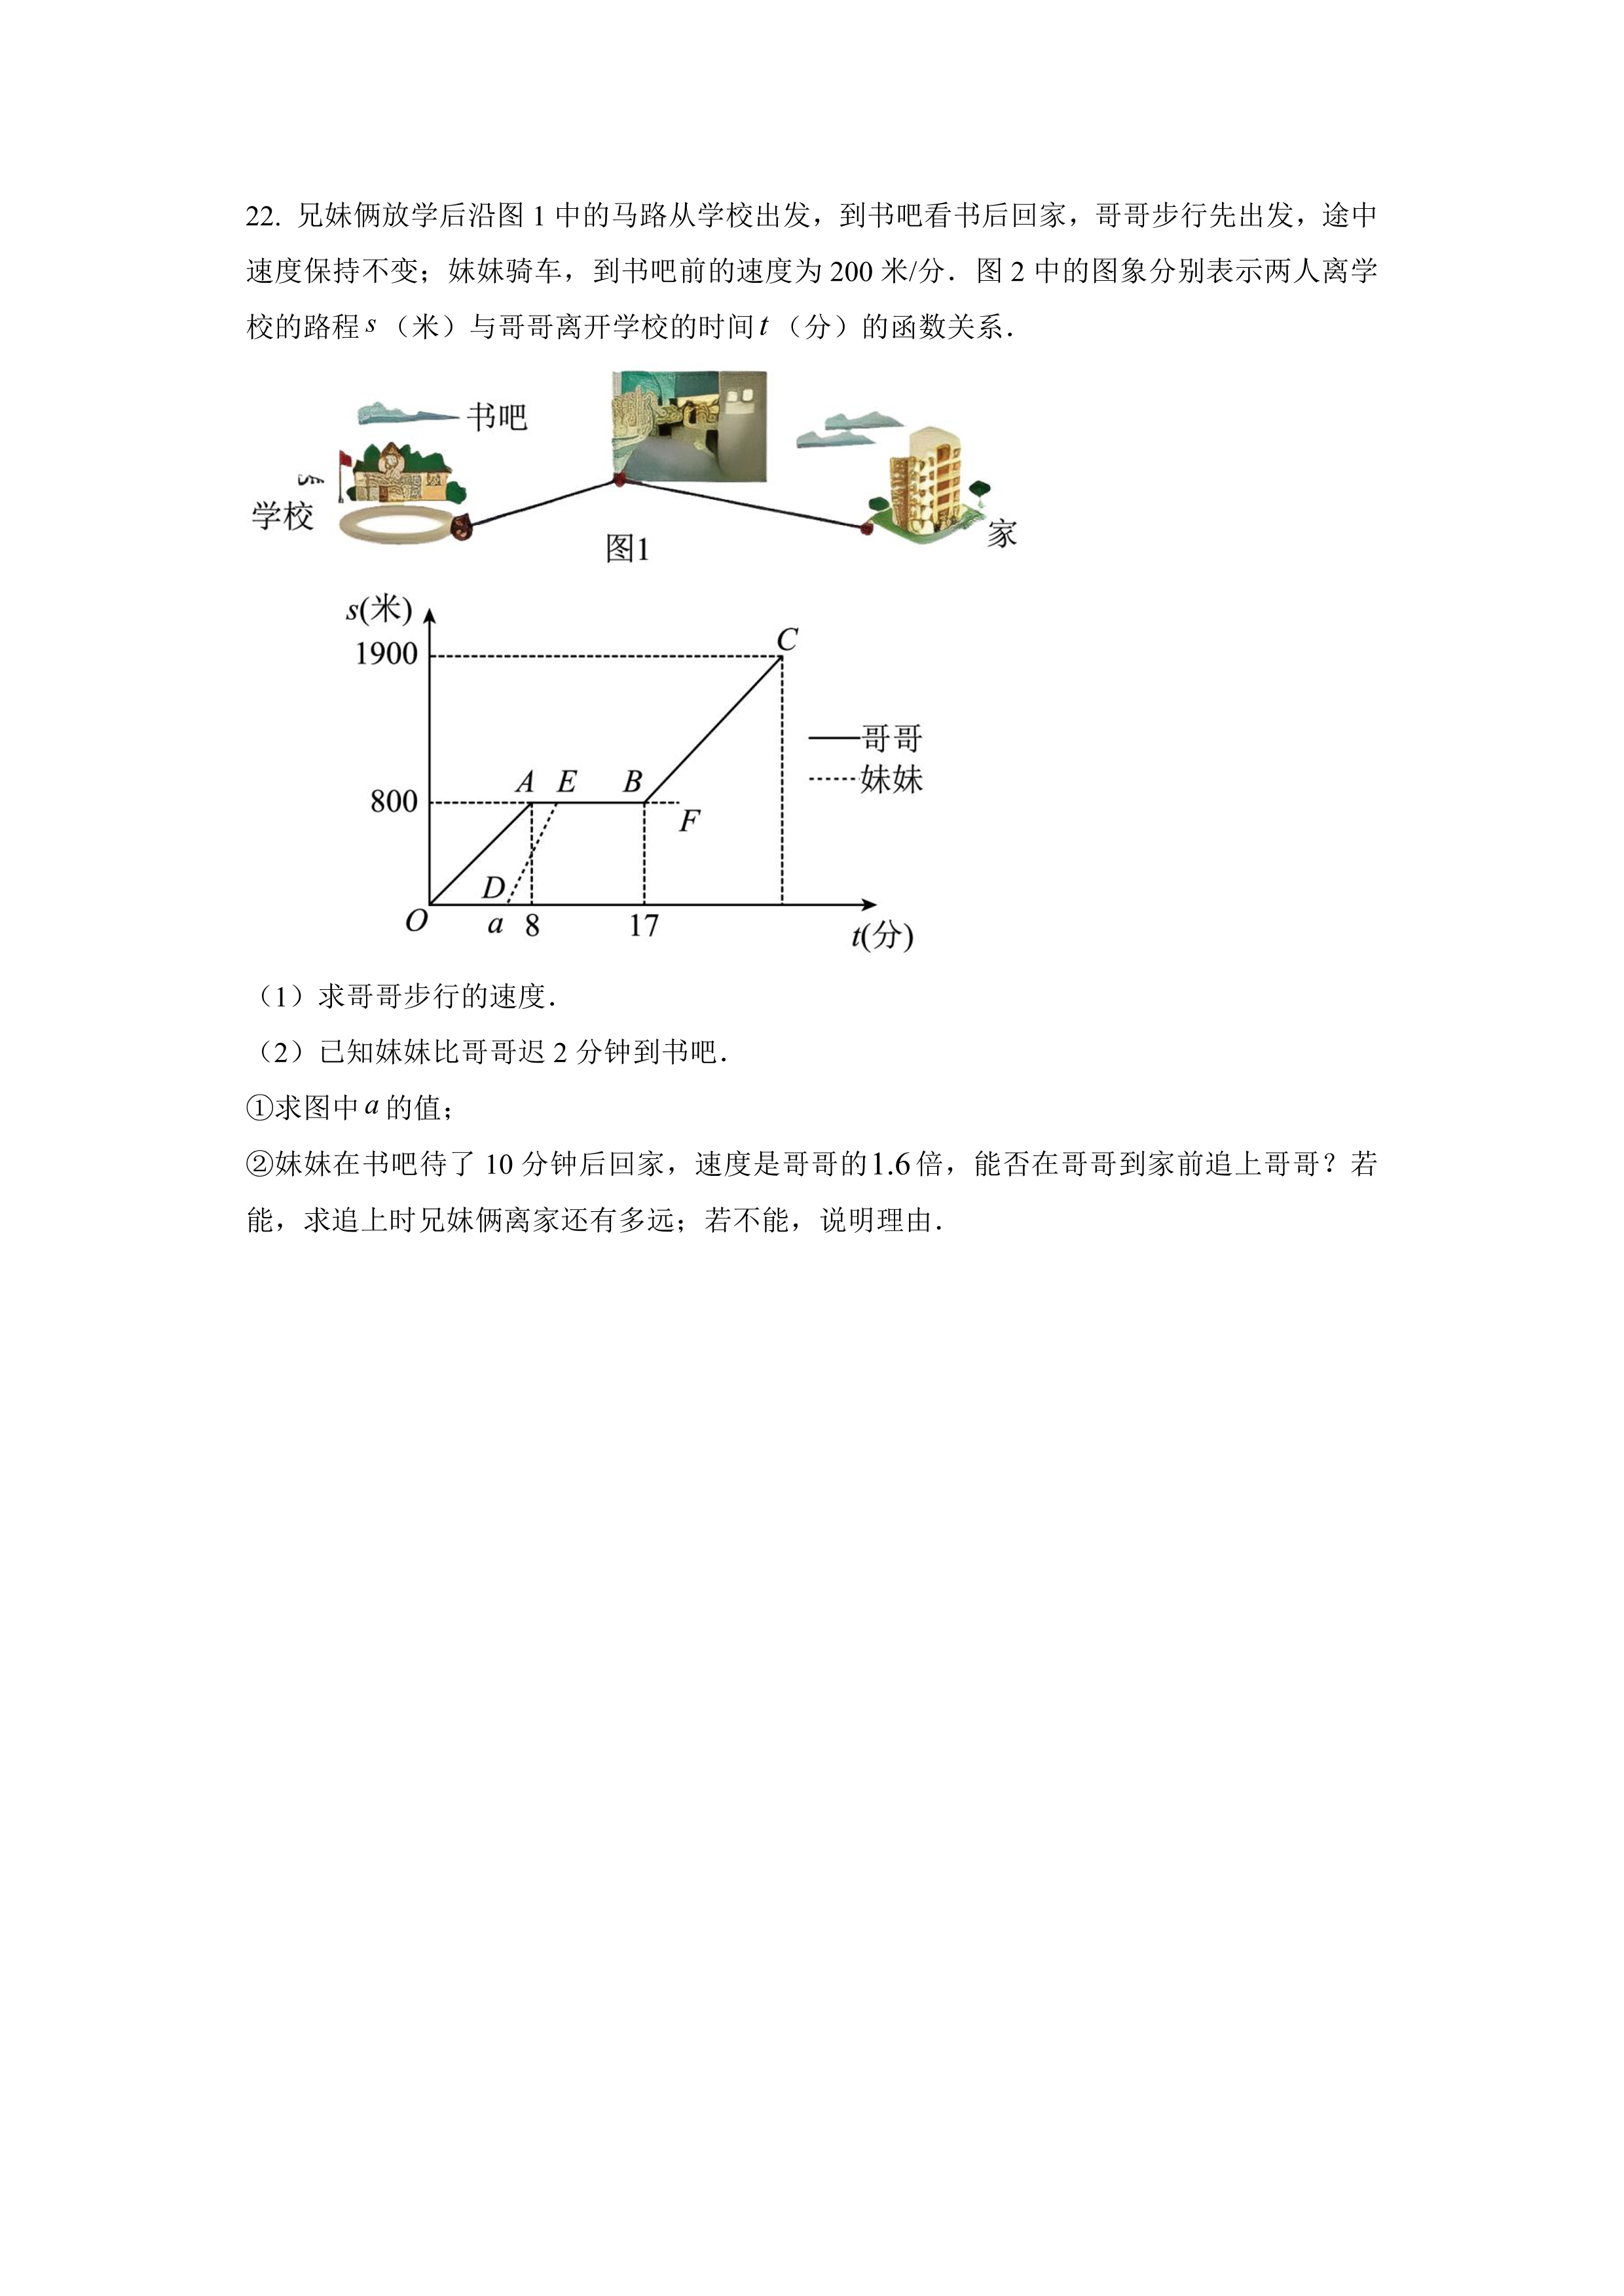 22. 兄妹俩放学后沿图 1 中的马路从学校出发，到书吧看书后回家，哥哥步行先出发，途中
速度保持不变；妹妹骑车，到书吧前的速度为 200 米/分．图 2 中的图象分别表示两人离学
校的路程 s（米）与哥哥离开学校的时间 t（分）的函数关系．
书吧
学校
家
图1
s(米)
1900
C
哥哥
妹妹
A E B
800
F
D
O a 8 17
t(分)
（1）求哥哥步行的速度．
（2）已知妹妹比哥哥迟 2 分钟到书吧．
①求图中 a 的值；
②妹妹在书吧待了 10 分钟后回家，速度是哥哥的1.6倍，能否在哥哥到家前追上哥哥？若
能，求追上时兄妹俩离家还有多远；若不能，说明理由．